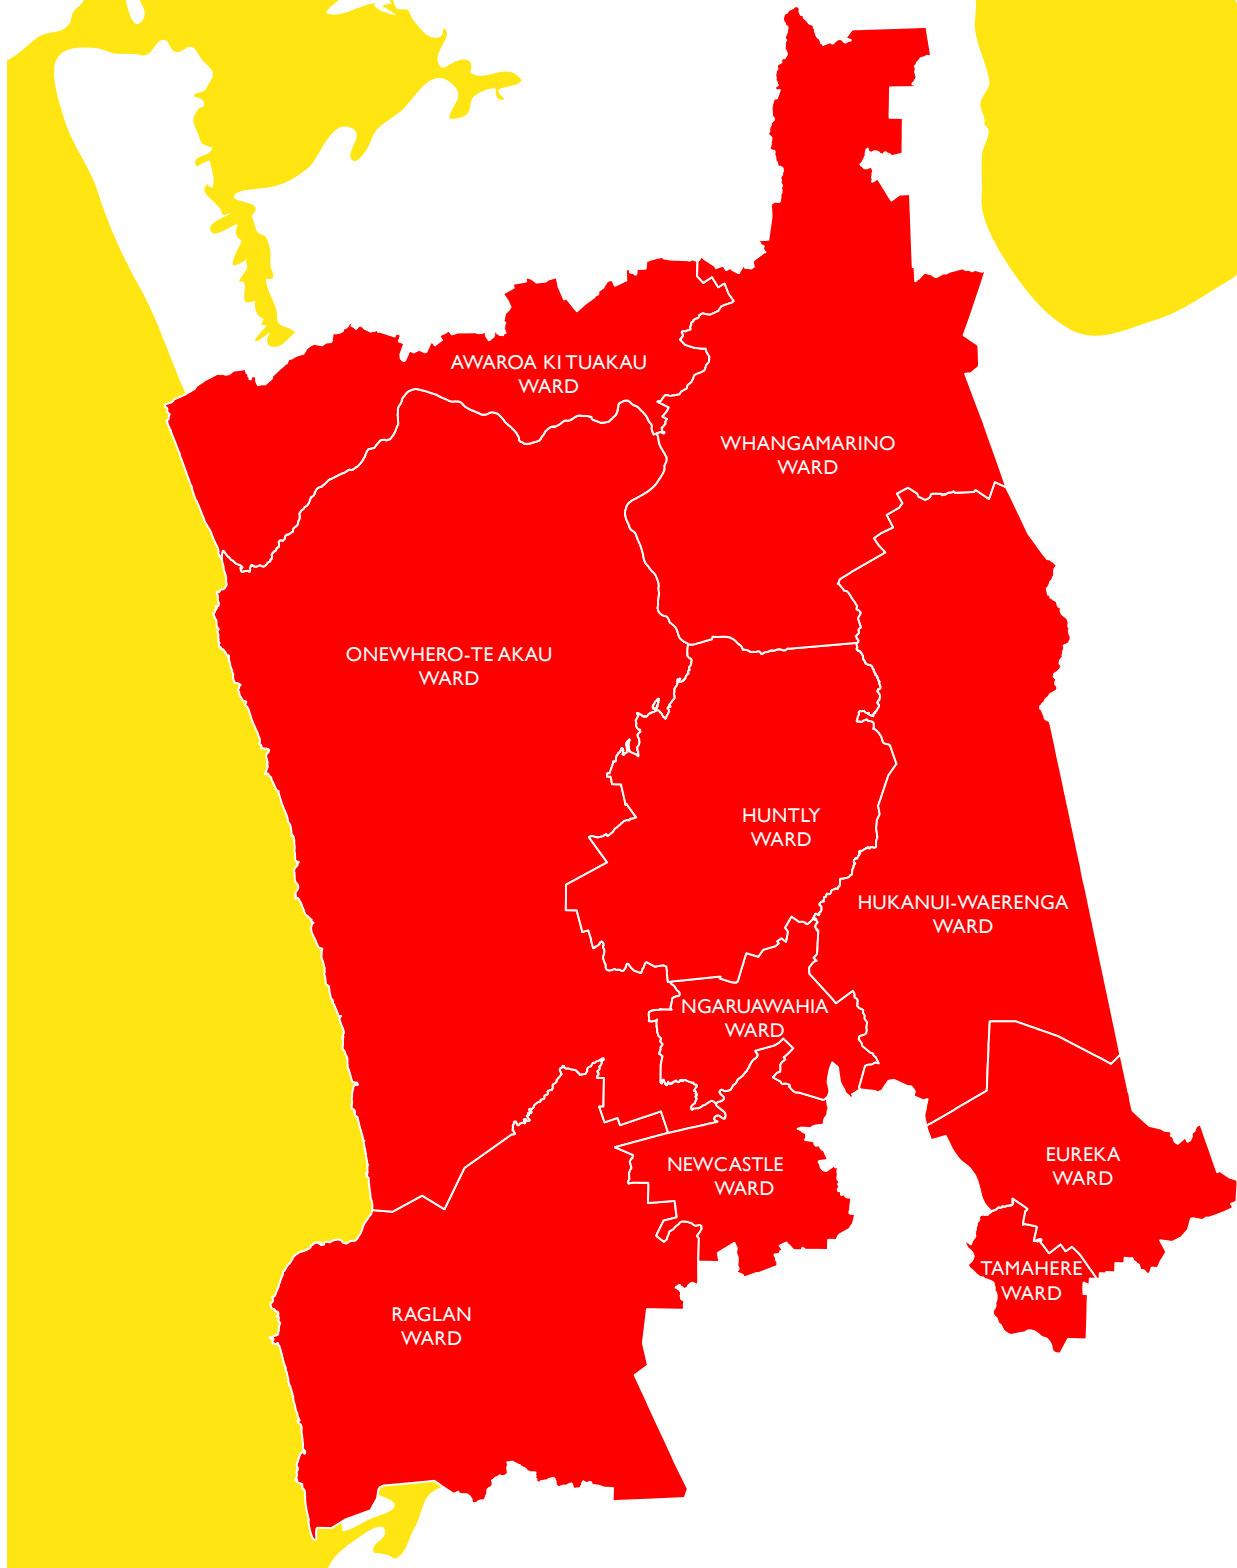 AWAROA KI TUAKAU
WARD
WHANGAMARINO
WARD
ONEWHERO-TE AKAU
WARD
HUNTLY
WARD
HUKANUI-WAERENGA
WARD
NGARUAWAHIA
WARD
NEWCASTLE
WARD
EUREKA
WARD
TAMAHERE
WARD
RAGLAN
WARD